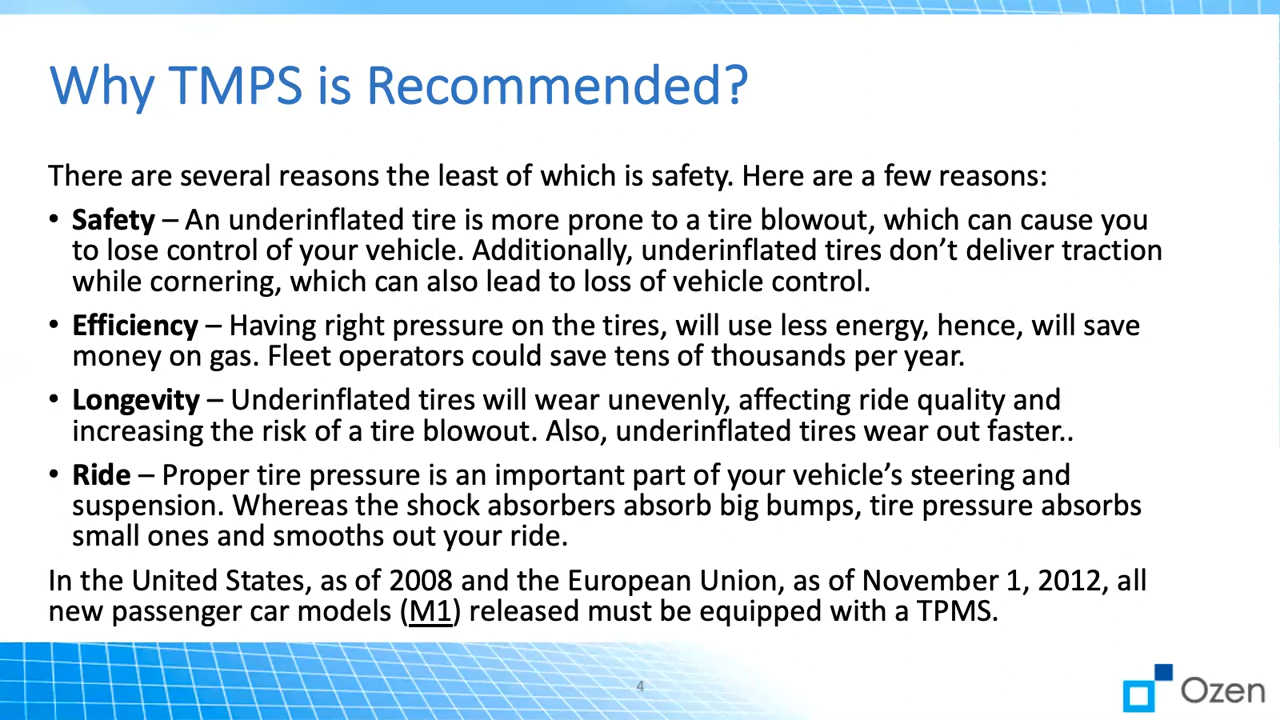 Why TMPS is Recommended?
There are several reasons the least of which is safety. Here are a few reasons:
• Safety – An underinflated tire is more prone to a tire blowout, which can cause you
to lose control of your vehicle. Additionally, underinflated tires don’t deliver traction
while cornering, which can also lead to loss of vehicle control.
• Efficiency – Having right pressure on the tires, will use less energy, hence, will save
money on gas. Fleet operators could save tens of thousands per year.
• Longevity – Underinflated tires will wear unevenly, affecting ride quality and
increasing the risk of a tire blowout. Also, underinflated tires wear out faster..
• Ride – Proper tire pressure is an important part of your vehicle’s steering and
suspension. Whereas the shock absorbers absorb big bumps, tire pressure absorbs
small ones and smooths out your ride.
In the United States, as of 2008 and the European Union, as of November 1, 2012, all
new passenger car models (M1) released must be equipped with a TPMS.
4
Ozen